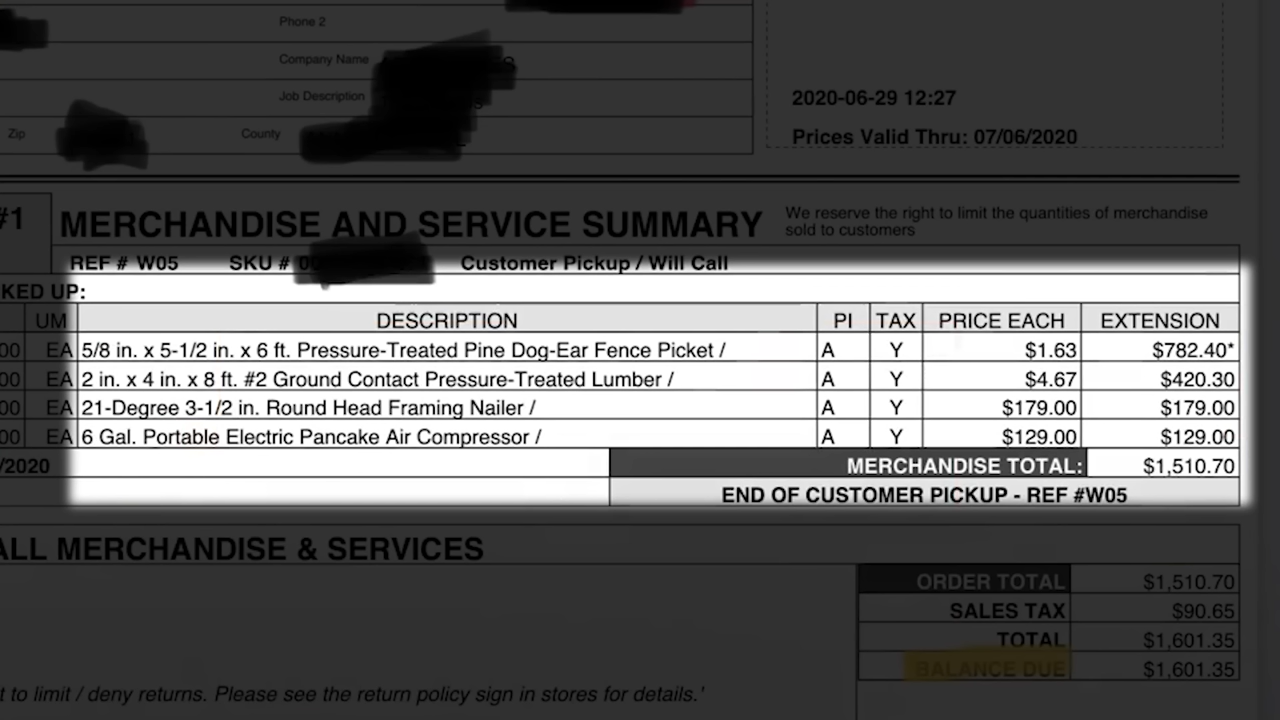 Phone 2
Company Name
Job Description
Zip County
2020-06-29 12:27
Prices Valid Thru: 07/06/2020
#1 MERCHANDISE AND SERVICE SUMMARY
We reserve the right to limit the quantities of merchandise
sold to customers
REF # W05 SKU # Customer Pickup / Will Call
KED UP:
UM DESCRIPTION PI TAX PRICE EACH EXTENSION
00 EA 5/8 in. x 5-1/2 in. x 6 ft. Pressure-Treated Pine Dog-Ear Fence Picket / A Y $1.63 $782.40*
00 EA 2 in. x 4 in. x 8 ft. #2 Ground Contact Pressure-Treated Lumber / A Y $4.67 $420.30
00 EA 21-Degree 3-1/2 in. Round Head Framing Nailer / A Y $179.00 $179.00
00 EA 6 Gal. Portable Electric Pancake Air Compressor / A Y $129.00 $129.00
/2020 MERCHANDISE TOTAL: $1,510.70
END OF CUSTOMER PICKUP - REF #W05
ALL MERCHANDISE & SERVICES
ORDER TOTAL $1,510.70
SALES TAX $90.65
TOTAL $1,601.35
BALANCE DUE $1,601.35
t to limit / deny returns. Please see the return policy sign in stores for details.'